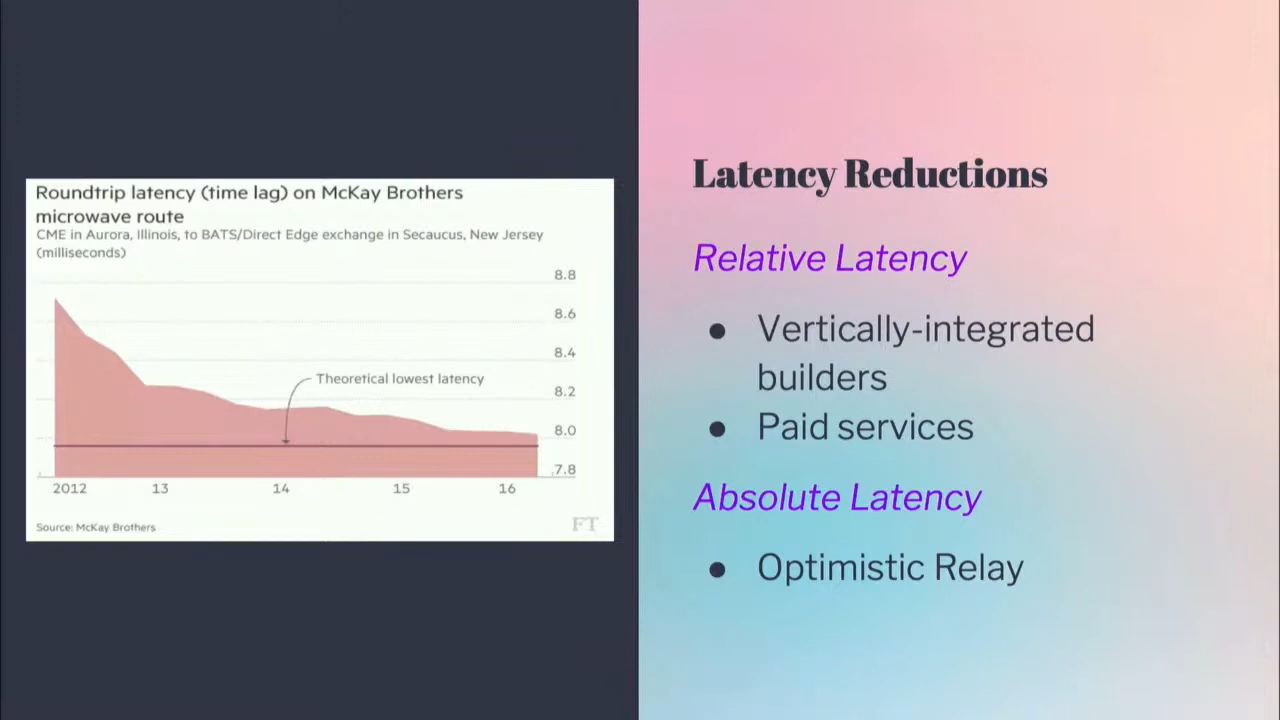 Roundtrip latency (time lag) on McKay Brothers
microwave route
CME in Aurora, Illinois, to BATS/Direct Edge exchange in Secaucus, New Jersey
(milliseconds)
8.8
8.6
8.4
Theoretical lowest latency
8.2
8.0
7.8
2012 13 14 15 16
Source: McKay Brothers
FT
Latency Reductions
Relative Latency
● Vertically-integrated
builders
● Paid services
Absolute Latency
● Optimistic Relay